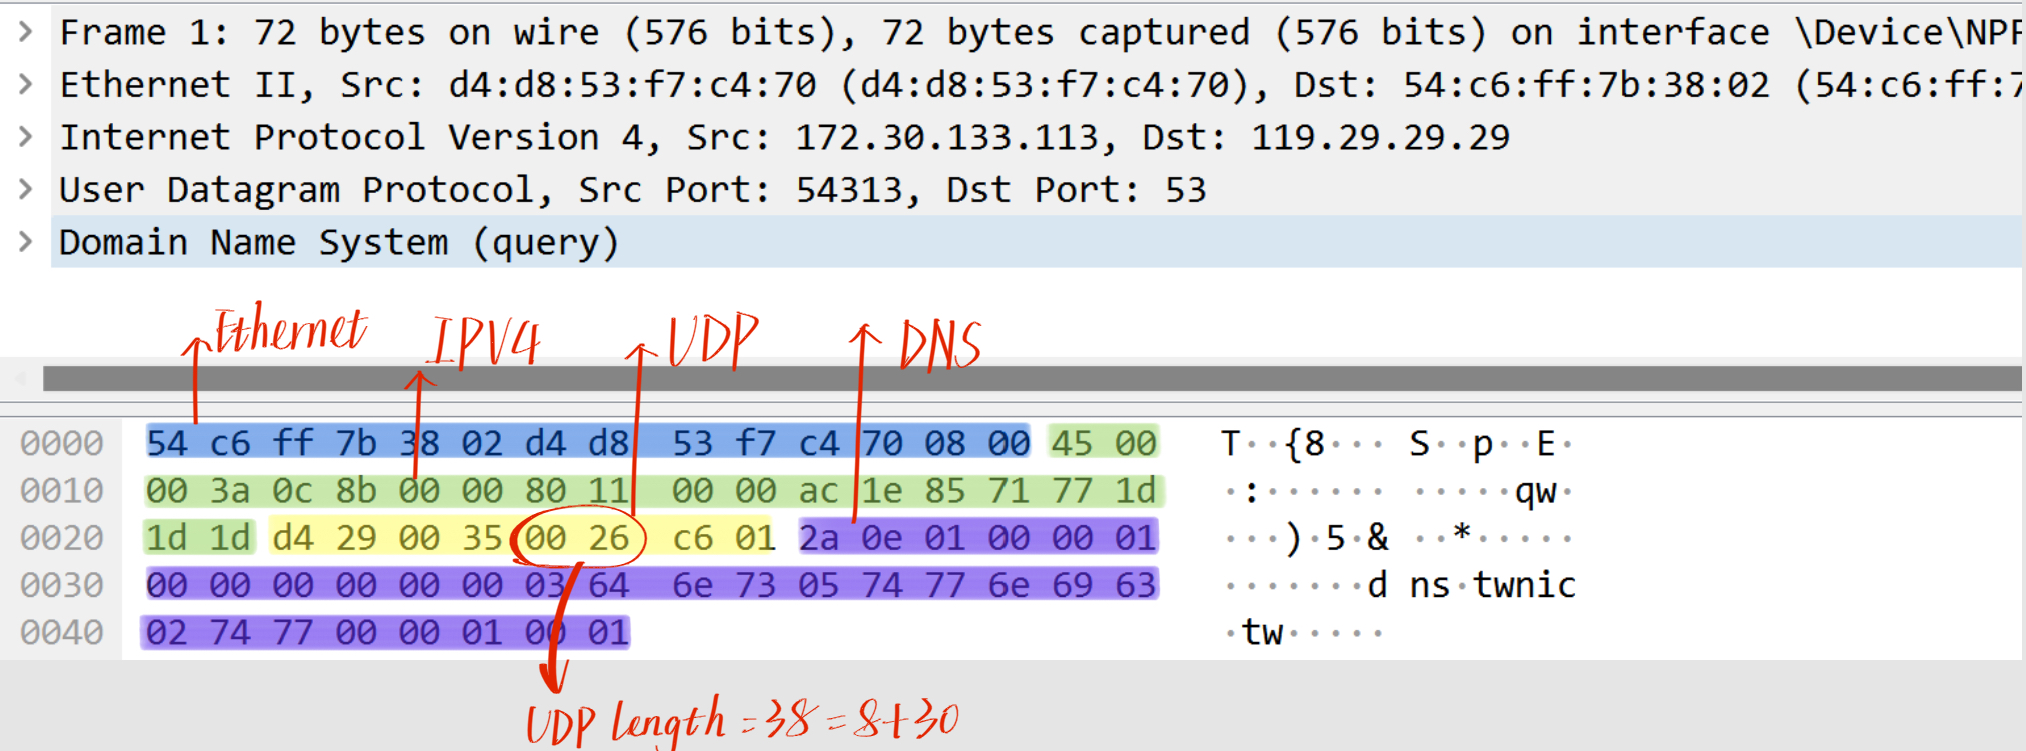 Frame 1: 72 bytes on wire (576 bits), 72 bytes captured (576 bits) on interface \Device\NPF
Ethernet II, Src: d4:d8:53:f7:c4:70 (d4:d8:53:f7:c4:70), Dst: 54:c6:ff:7b:38:02 (54:c6:ff:7
Internet Protocol Version 4, Src: 172.30.133.113, Dst: 119.29.29.29
User Datagram Protocol, Src Port: 54313, Dst Port: 53
Domain Name System (query)
Ethernet IPV4 UDP DNS
0000 54 c6 ff 7b 38 02 d4 d8 53 f7 c4 70 08 00 45 00 T··{8··· S··p··E·
0010 00 3a 0c 8b 00 00 80 11 00 00 ac 1e 85 71 77 1d ·:······ ·····qw·
0020 1d 1d d4 29 00 35 00 26 c6 01 2a 0e 01 00 00 01 ···)·5·& ··*·····
0030 00 00 00 00 00 00 03 64 6e 73 05 74 77 6e 69 63 ·······d ns·twnic
0040 02 74 77 00 00 01 00 01 ·tw·····
UDP length = 38 = 8+30